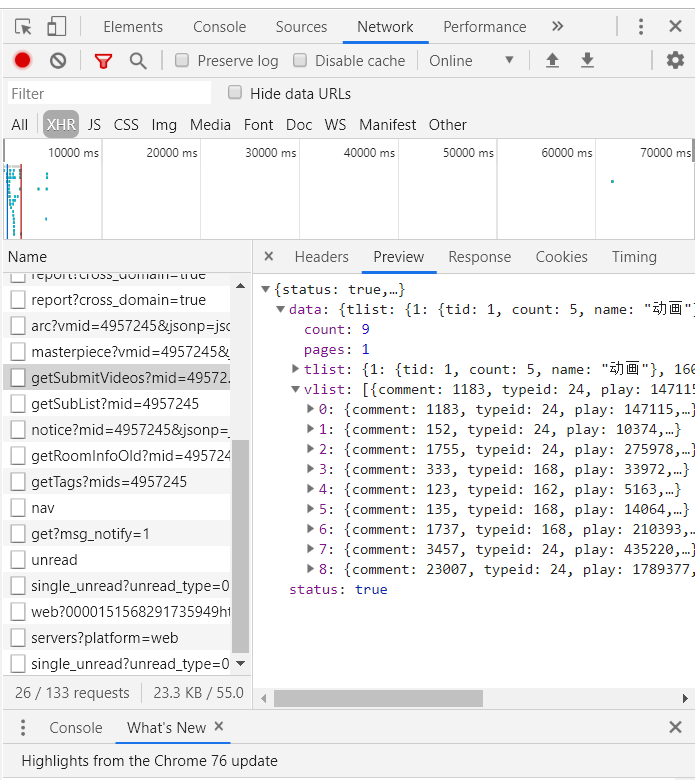 Elements Console Sources Network Performance »
Preserve log Disable cache Online
Filter Hide data URLs
All XHR JS CSS Img Media Font Doc WS Manifest Other
10000 ms 20000 ms 30000 ms 40000 ms 50000 ms 60000 ms 70000 ms
Name
report?cross_domain=true
report?cross_domain=true
arc?vmid=4957245&jsonp=jsc
masterpiece?vmid=4957245&
getSubmitVideos?mid=49572...
getSubList?mid=4957245
notice?mid=4957245&jsonp=
getRoomInfoOld?mid=495724
getTags?mids=4957245
nav
get?msg_notify=1
unread
single_unread?unread_type=0
web?0000151568291735949ht
servers?platform=web
single_unread?unread_type=0
26 / 133 requests 23.3 KB / 55.0
× Headers Preview Response Cookies Timing
{status: true,…}
data: {tlist: {1: {tid: 1, count: 5, name: "动画"}
count: 9
pages: 1
tlist: {1: {tid: 1, count: 5, name: "动画"}, 160
vlist: [{comment: 1183, typeid: 24, play: 147115
0: {comment: 1183, typeid: 24, play: 147115,…}
1: {comment: 152, typeid: 24, play: 10374,…}
2: {comment: 1755, typeid: 24, play: 275978,…}
3: {comment: 333, typeid: 168, play: 33972,…}
4: {comment: 123, typeid: 162, play: 5163,…}
5: {comment: 135, typeid: 168, play: 14064,…}
6: {comment: 1737, typeid: 168, play: 210393,…}
7: {comment: 3457, typeid: 24, play: 435220,…}
8: {comment: 23007, typeid: 24, play: 1789377,
status: true
Console What's New ×
Highlights from the Chrome 76 update